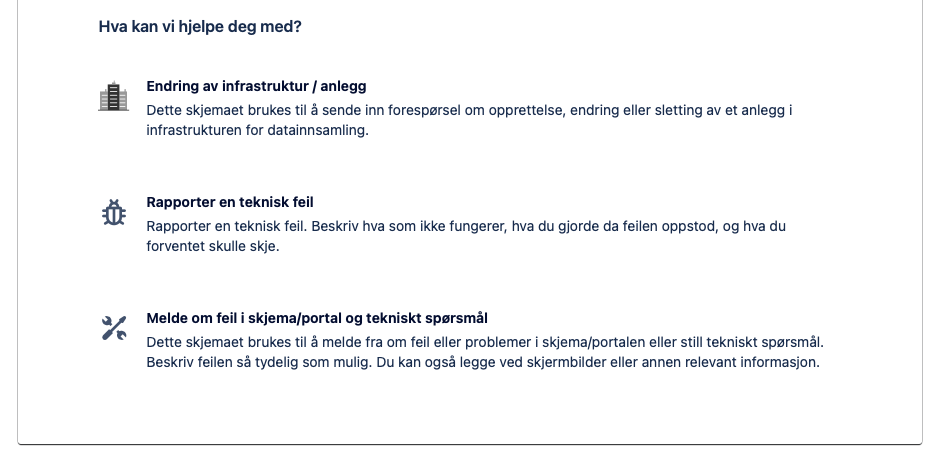 Hva kan vi hjelpe deg med?
Endring av infrastruktur / anlegg
Dette skjemaet brukes til å sende inn forespørsel om opprettelse, endring eller sletting av et anlegg i
infrastrukturen for datainnsamling.
Rapporter en teknisk feil
Rapporter en teknisk feil. Beskriv hva som ikke fungerer, hva du gjorde da feilen oppstod, og hva du
forventet skulle skje.
Melde om feil i skjema/portal og tekniskt spørsmål
Dette skjemaet brukes til å melde fra om feil eller problemer i skjema/portalen eller still tekniskt spørsmål.
Beskriv feilen så tydelig som mulig. Du kan også legge ved skjermbilder eller annen relevant informasjon.